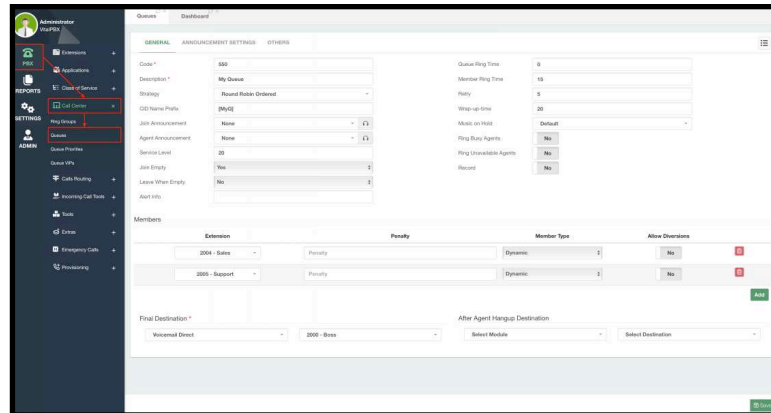 Administrator
VitalPBX
Queues
Dashboard
PBX
REPORTS
SETTINGS
ADMIN
Extensions
Applications
Class of Service
Call Center
Ring Groups
Queues
Queue Priorities
Queue VIPs
Calls Routing
Incoming Call Tools
Tools
Extras
Emergency Calls
Provisioning
GENERAL ANNOUNCEMENT SETTINGS OTHERS
Code * 550
Description * My Queue
Strategy Round Robin Ordered
CID Name Prefix [MyQ]
Join Announcement None
Agent Announcement None
Service Level 20
Join Empty Yes
Leave When Empty No
Alert Info
Queue Ring Time 0
Member Ring Time 15
Retry 5
Wrap-up-time 20
Music on Hold Default
Ring Busy Agents No
Ring Unavailable Agents No
Record No
Members
Extension Penalty Member Type Allow Diversions
2004 - Sales Penalty Dynamic No
2005 - Support Penalty Dynamic No
Add
Final Destination * After Agent Hangup Destination
Voicemail Direct 2000 - Boss Select Module Select Destination
Save